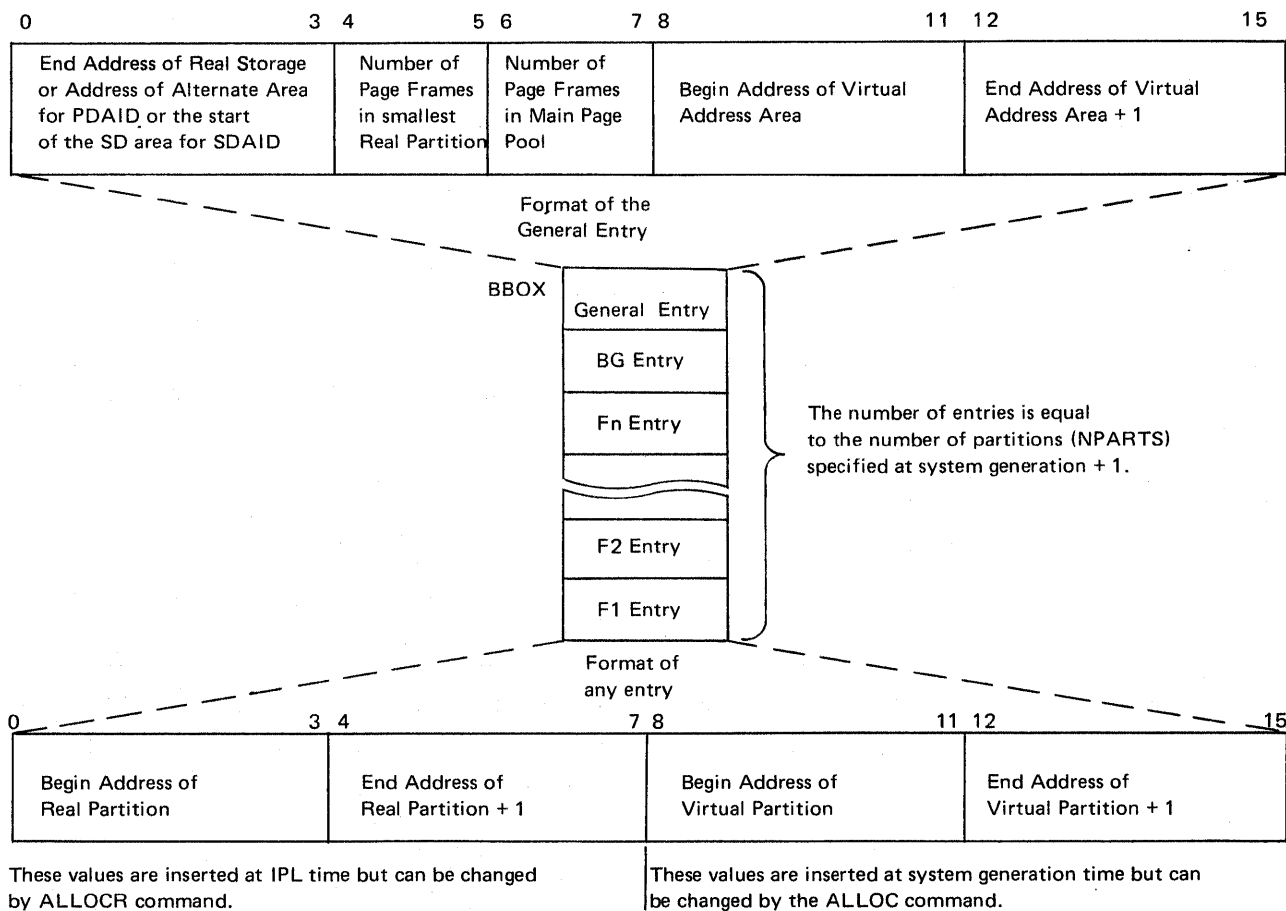 0 3 4 5 6 7 8 11 12 15
End Address of Real Storage
or Address of Alternate Area
for PDAID or the start
of the SD area for SDAID
Number of
Page Frames
in smallest
Real Partition
Number of
Page Frames
in Main Page
Pool
Begin Address of Virtual
Address Area
End Address of Virtual
Address Area + 1
Format of the
General Entry
BBOX
General Entry
BG Entry
Fn Entry
F2 Entry
F1 Entry
The number of entries is equal
to the number of partitions (NPARTS)
specified at system generation + 1.
Format of
any entry
0 3 4 7 8 11 12 15
Begin Address of
Real Partition
End Address of
Real Partition + 1
Begin Address of
Virtual Partition
End Address of
Virtual Partition + 1
These values are inserted at IPL time but can be changed
by ALLOCR command.
These values are inserted at system generation time but can
be changed by the ALLOC command.